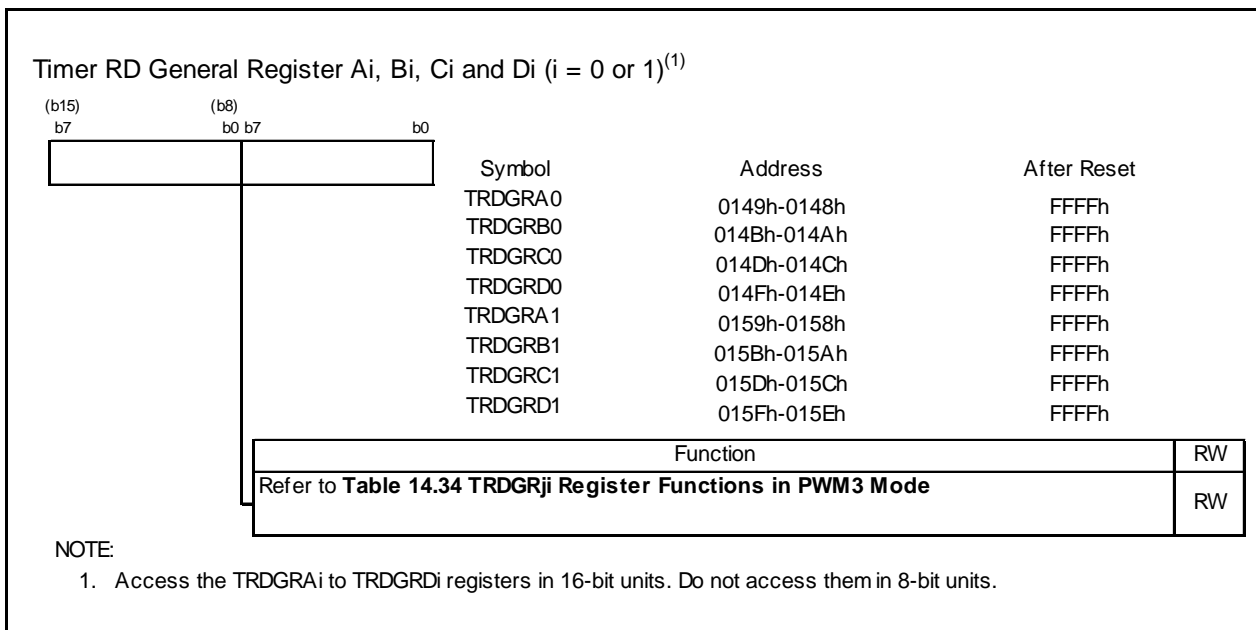 Timer RD General Register Ai, Bi, Ci and Di (i = 0 or 1)(1)
(b15) (b8)
b7 b0 b7 b0
Symbol Address After Reset
TRDGRA0 0149h-0148h FFFFh
TRDGRB0 014Bh-014Ah FFFFh
TRDGRC0 014Dh-014Ch FFFFh
TRDGRD0 014Fh-014Eh FFFFh
TRDGRA1 0159h-0158h FFFFh
TRDGRB1 015Bh-015Ah FFFFh
TRDGRC1 015Dh-015Ch FFFFh
TRDGRD1 015Fh-015Eh FFFFh
Function RW
Refer to Table 14.34 TRDGRji Register Functions in PWM3 Mode RW
NOTE:
1. Access the TRDGRAi to TRDGRDi registers in 16-bit units. Do not access them in 8-bit units.